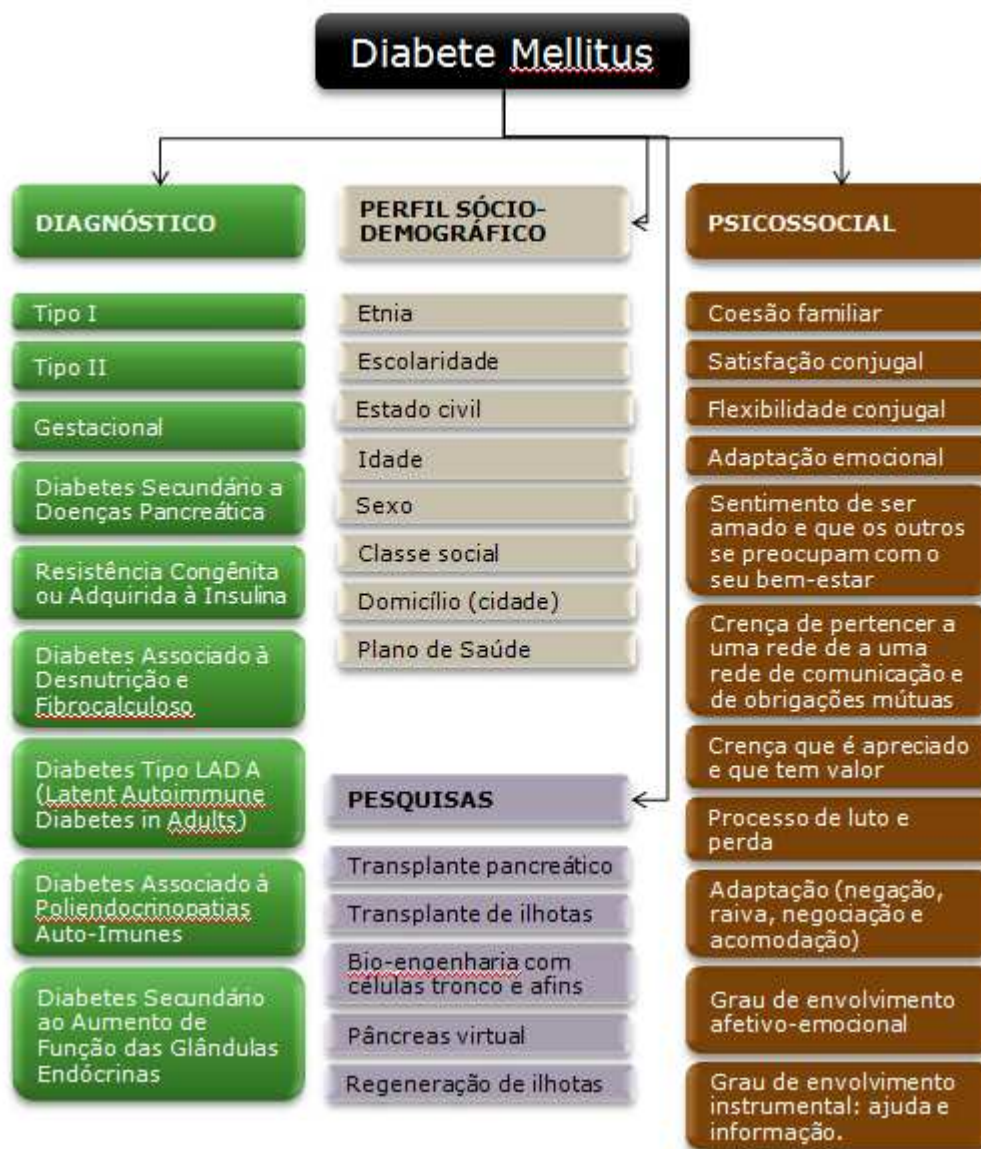 Diabete Mellitus
DIAGNÓSTICO
Tipo I
Tipo II
Gestacional
Diabetes Secundário a
Doenças Pancreática
Resistência Congênita
ou Adquirida à Insulina
Diabetes Associado à
Desnutrição e
Fibrocalculoso
Diabetes Tipo LAD A
(Latent Autoimmune
Diabetes in Adults)
Diabetes Associado à
Poliendocrinopatias
Auto-Imunes
Diabetes Secundário
ao Aumento de
Função das Glândulas
Endócrinas
PERFIL SÓCIO-
DEMOGRÁFICO
Etnia
Escolaridade
Estado civil
Idade
Sexo
Classe social
Domicílio (cidade)
Plano de Saúde
PESQUISAS
Transplante pancreático
Transplante de ilhotas
Bio-engenharia com
células tronco e afins
Pâncreas virtual
Regeneração de ilhotas
PSICOSSOCIAL
Coesão familiar
Satisfação conjugal
Flexibilidade conjugal
Adaptação emocional
Sentimento de ser
amado e que os outros
se preocupam com o
seu bem-estar
Crença de pertencer a
uma rede de a uma
rede de comunicação e
de obrigações mútuas
Crença que é apreciado
e que tem valor
Processo de luto e
perda
Adaptação (negação,
raiva, negociação e
acomodação)
Grau de envolvimento
afetivo-emocional
Grau de envolvimento
instrumental: ajuda e
informação.